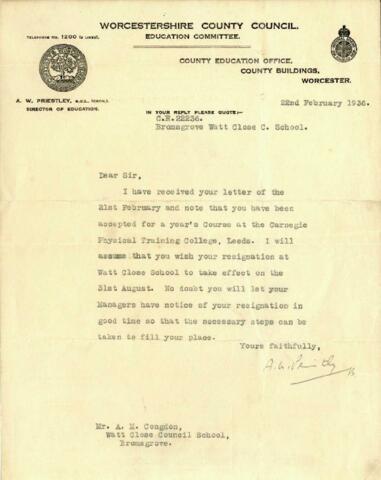 WORCESTERSHIRE COUNTY COUNCIL.
EDUCATION COMMITTEE.
TELEPHONE No. 1200
COUNTY EDUCATION OFFICE,
COUNTY BUILDINGS,
WORCESTER.
A. W. PRIESTLEY,
DIRECTOR OF EDUCATION.
22nd February 1936.
IN YOUR REPLY PLEASE QUOTE:—
C.E.22236.
Bromsgrove Watt Close C. School.
Dear Sir,
I have received your letter of the
21st February and note that you have been
accepted for a year's Course at the Carnegie
Physical Training College, Leeds. I will
assume that you wish your resignation at
Watt Close School to take effect on the
31st August. No doubt you will let your
Managers have notice of your resignation in
good time so that the necessary steps can be
taken to fill your place.
Yours faithfully,
A. W. Priestley
Mr. A. M. Congdon,
Watt Close Council School,
Bromsgrove.